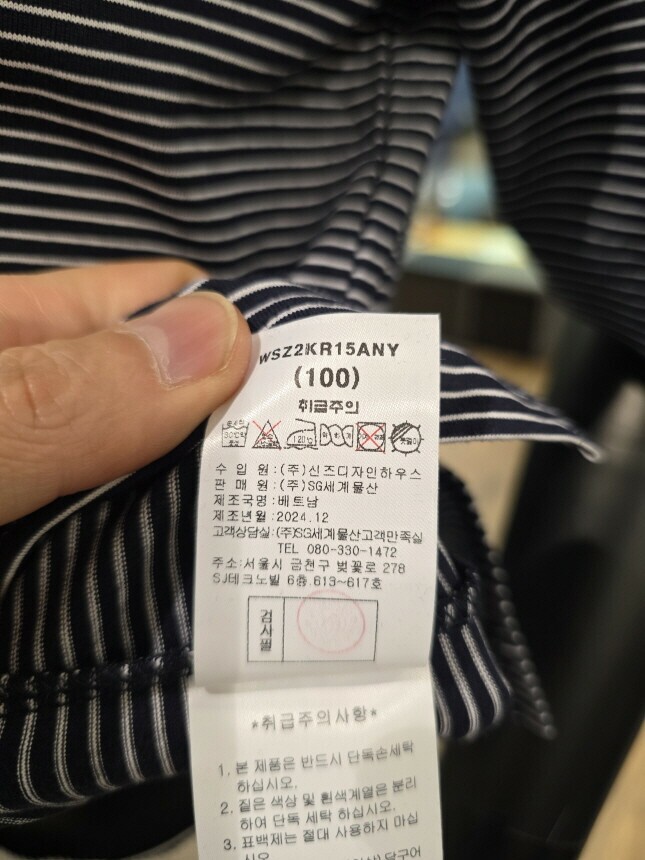 WSZ2KR15ANY
(100)
취급주의
30℃
120℃
수 입 원:(주)신즈디자인하우스
판 매 원:(주)SG세계물산
제조국명:베트남
제조년월:2024.12
고객상담실:(주)SG세계물산고객만족실
TEL 080-330-1472
주소:서울시 금천구 벚꽃로 278
SJ테크노빌 6층 613~617호
검사필
*취급주의사항*
1. 본 제품은 반드시 단독손세탁
하십시오.
2. 짙은 색상 및 흰색계열은 분리
하여 단독 세탁 하십시오.
3. 표백제는 절대 사용하지 마십
시오